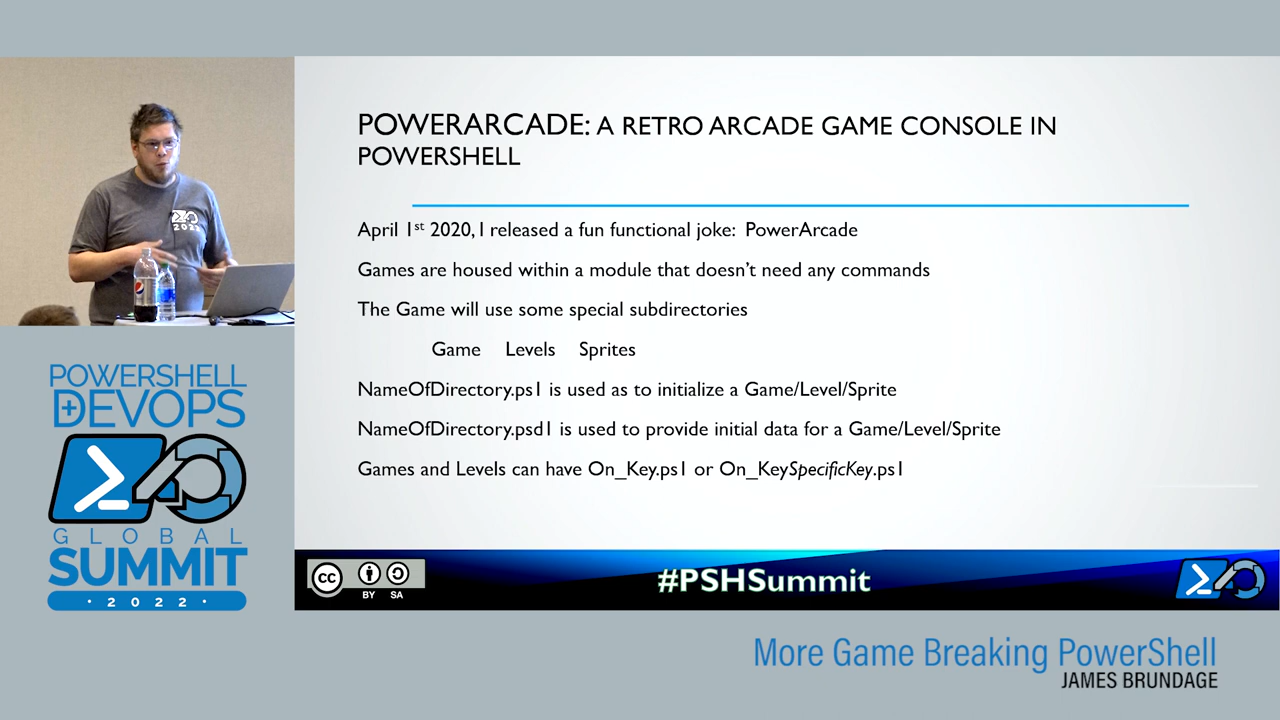 POWERARCADE: A RETRO ARCADE GAME CONSOLE IN
POWERSHELL
April 1st 2020, I released a fun functional joke: PowerArcade
Games are housed within a module that doesn't need any commands
The Game will use some special subdirectories
Game Levels Sprites
NameOfDirectory.ps1 is used as to initialize a Game/Level/Sprite
NameOfDirectory.psd1 is used to provide initial data for a Game/Level/Sprite
Games and Levels can have On_Key.ps1 or On_KeySpecificKey.ps1
2022
pepsi
POWERSHELL
+DEVOPS
GLOBAL
SUMMIT
· 2022 ·
cc
BY SA
#PSHSummit
More Game Breaking PowerShell
JAMES BRUNDAGE